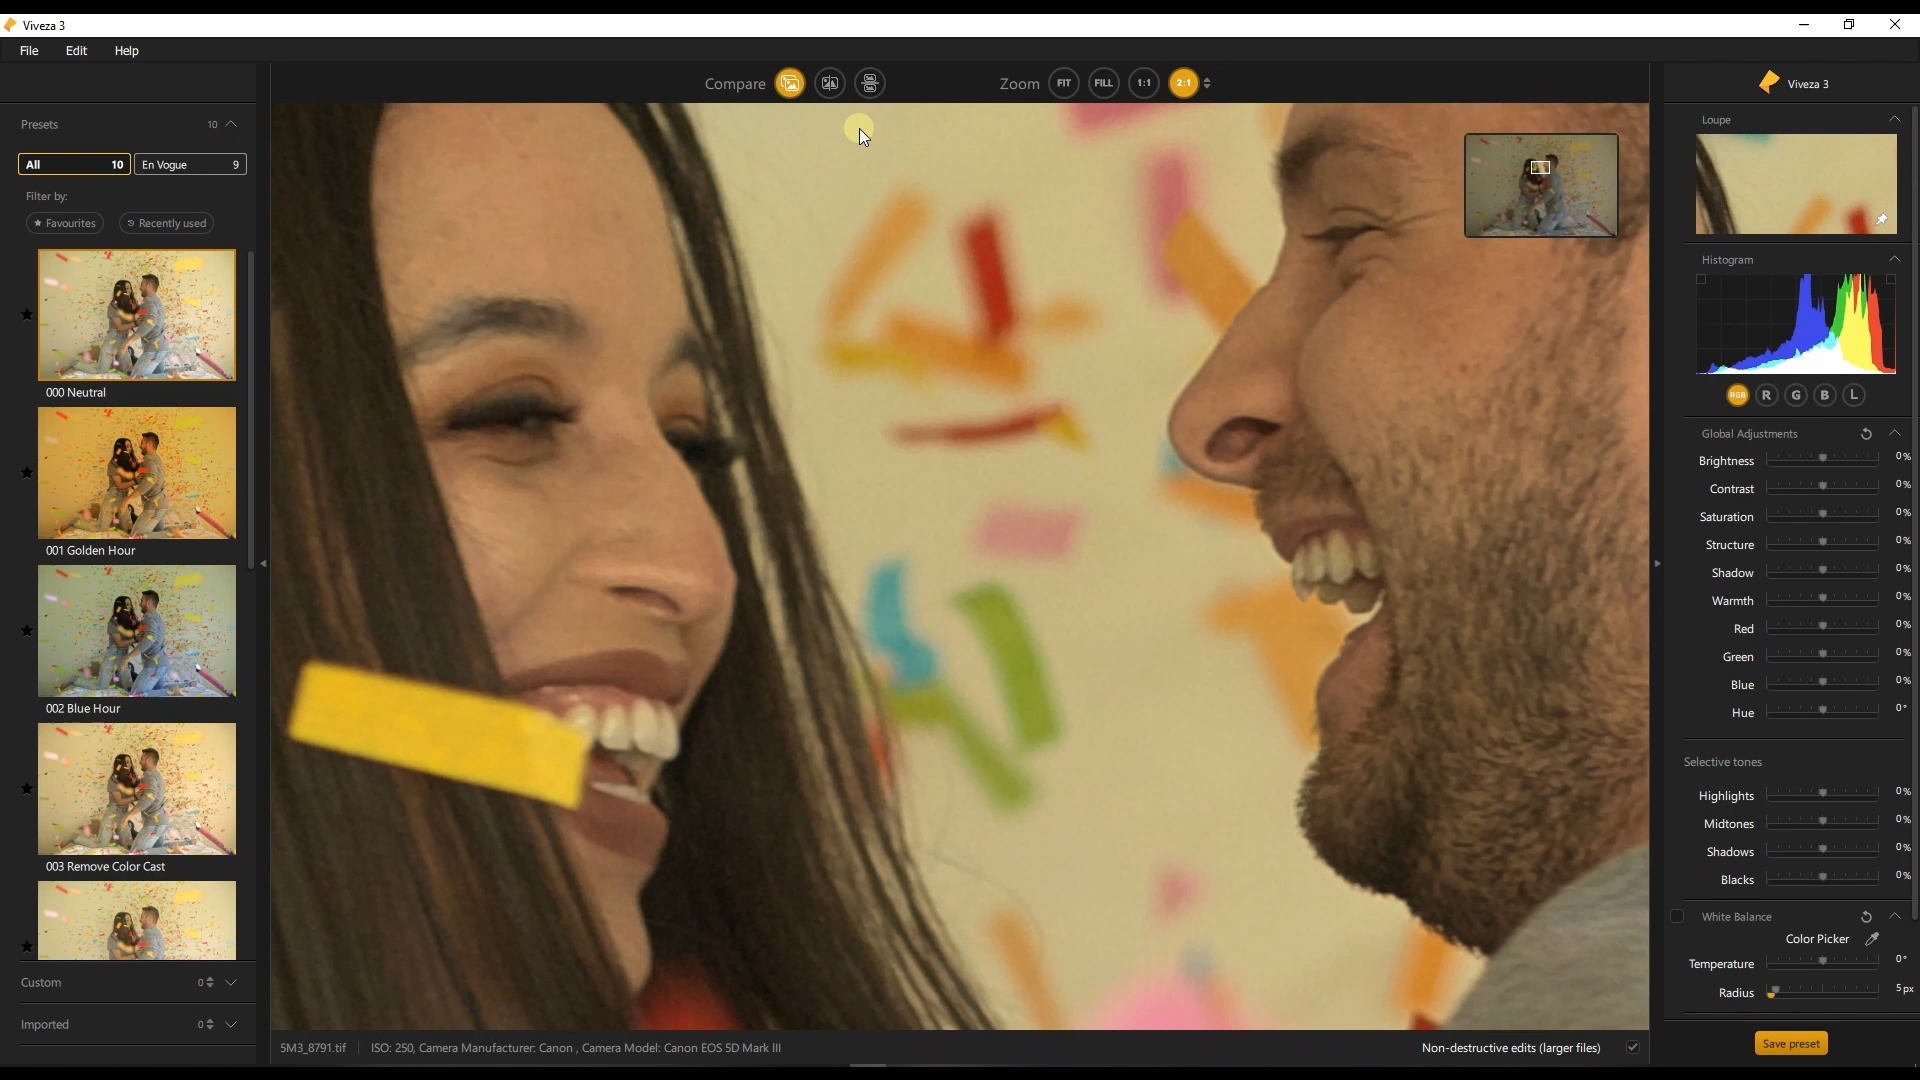 Viveza 3
File Edit Help
Compare Zoom FIT FILL 1:1 2:1
Viveza 3
Presets 10
All 10 En Vogue 9
Filter by:
Favourites Recently used
000 Neutral
001 Golden Hour
002 Blue Hour
003 Remove Color Cast
Custom 0
Imported 0
Loupe
Histogram
RGB R G B L
Global Adjustments
Brightness 0%
Contrast 0%
Saturation 0%
Structure 0%
Shadow 0%
Warmth 0%
Red 0%
Green 0%
Blue 0%
Hue 0°
Selective tones
Highlights 0%
Midtones 0%
Shadows 0%
Blacks 0%
White Balance
Color Picker
Temperature 0°
Radius 5 px
Save preset
5M3_8791.tif ISO: 250, Camera Manufacturer: Canon , Camera Model: Canon EOS 5D Mark III
Non-destructive edits (larger files)